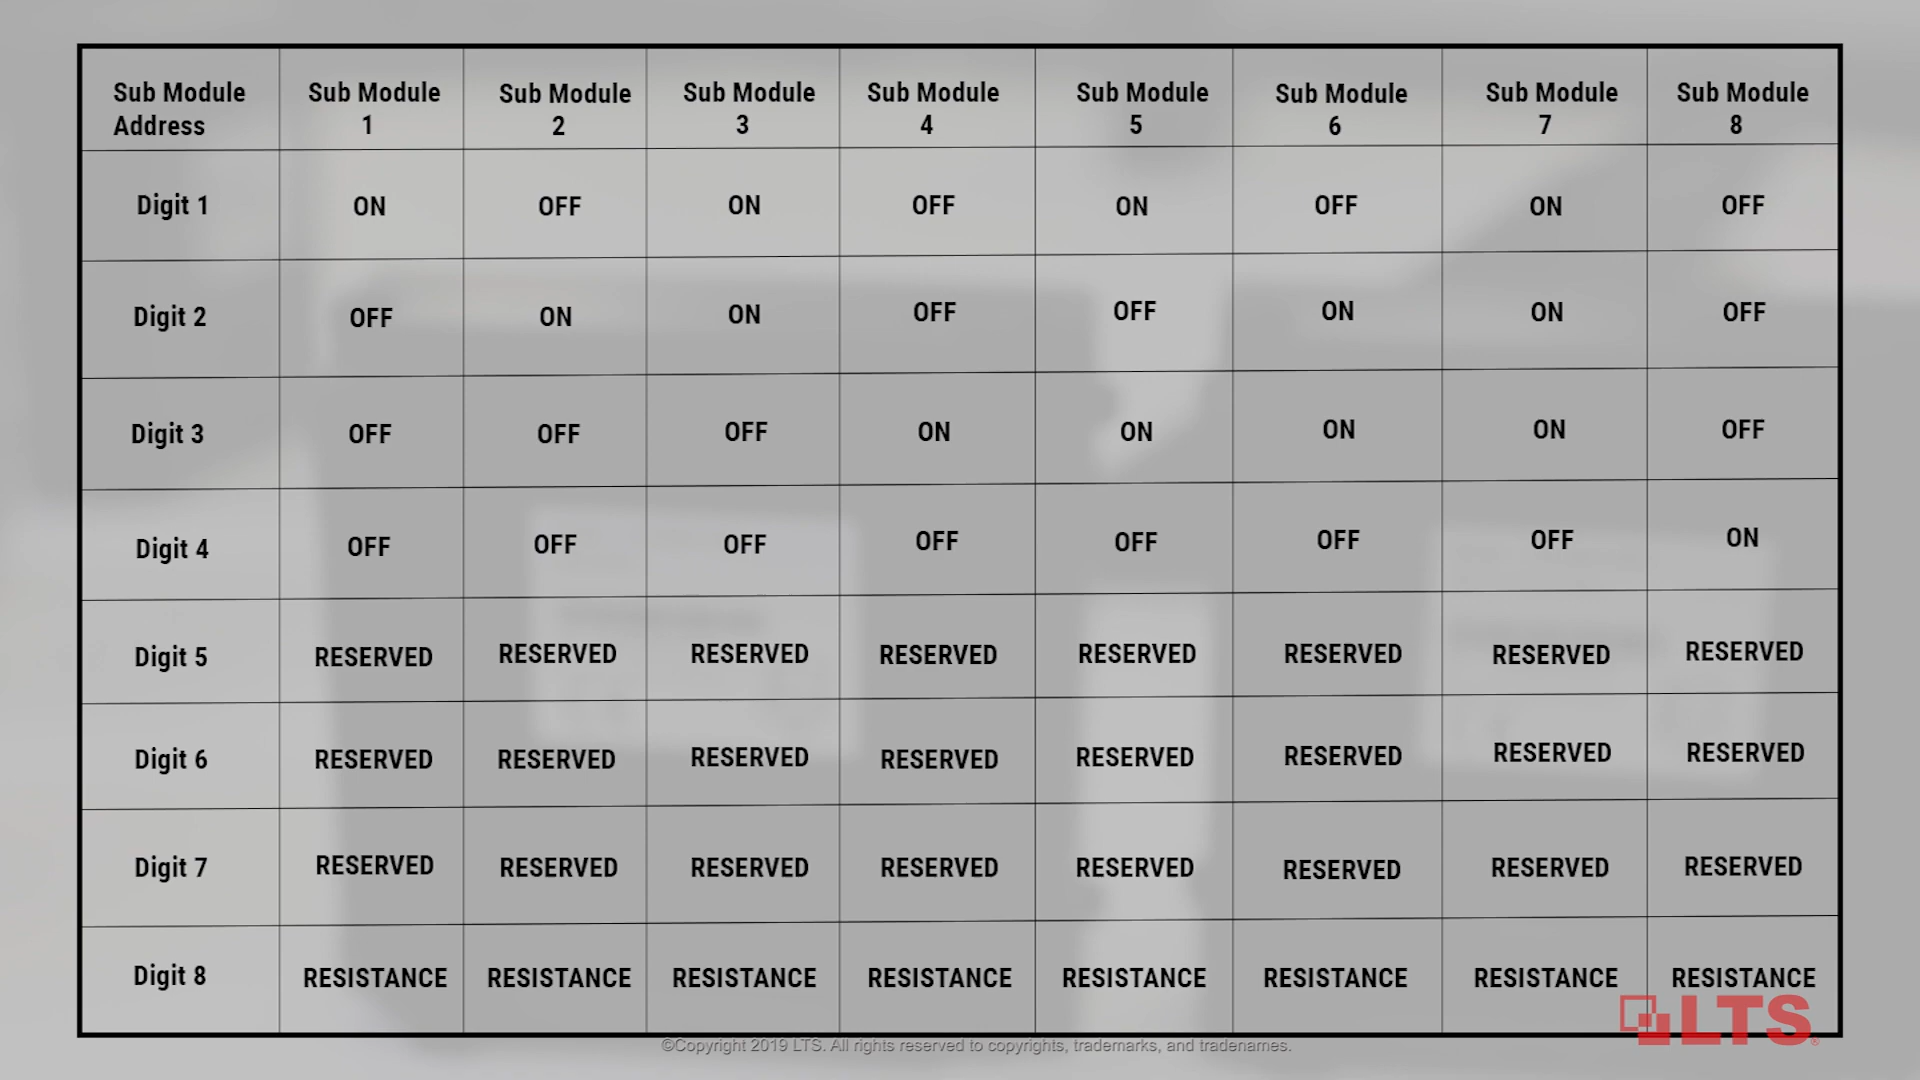 Sub Module Address Sub Module 1 Sub Module 2 Sub Module 3 Sub Module 4 Sub Module 5 Sub Module 6 Sub Module 7 Sub Module 8
Digit 1 ON OFF ON OFF ON OFF ON OFF
Digit 2 OFF ON ON OFF OFF ON ON OFF
Digit 3 OFF OFF OFF ON ON ON ON OFF
Digit 4 OFF OFF OFF OFF OFF OFF OFF ON
Digit 5 RESERVED RESERVED RESERVED RESERVED RESERVED RESERVED RESERVED RESERVED
Digit 6 RESERVED RESERVED RESERVED RESERVED RESERVED RESERVED RESERVED RESERVED
Digit 7 RESERVED RESERVED RESERVED RESERVED RESERVED RESERVED RESERVED RESERVED
Digit 8 RESISTANCE RESISTANCE RESISTANCE RESISTANCE RESISTANCE RESISTANCE RESISTANCE RESISTANCE
LTS®
©Copyright 2019 LTS. All rights reserved to copyrights, trademarks, and tradenames.